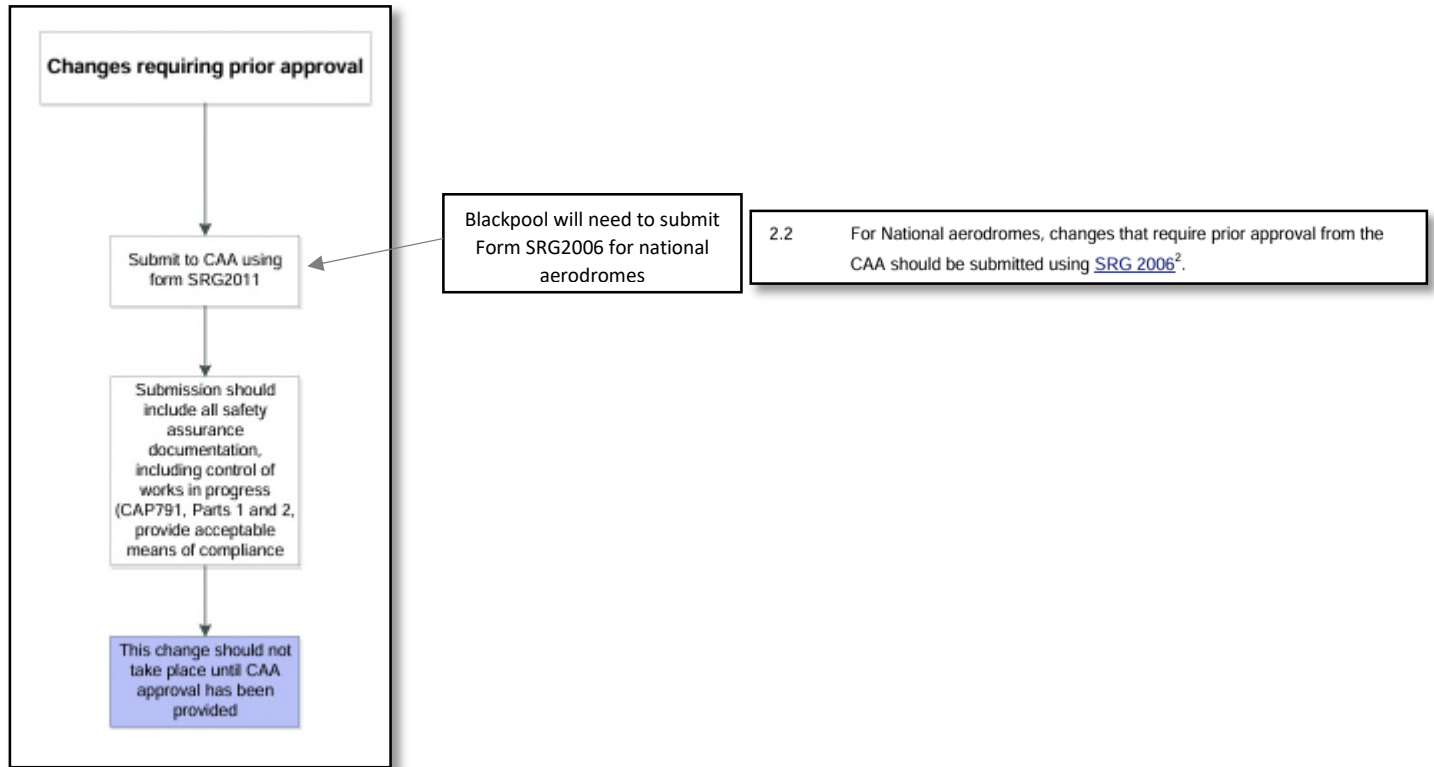 Changes requiring prior approval
Submit to CAA using
form SRG2011
Submission should
include all safety
assurance
documentation,
including control of
works in progress
(CAP791, Parts 1 and 2,
provide acceptable
means of compliance
This change should not
take place until CAA
approval has been
provided
Blackpool will need to submit
Form SRG2006 for national
aerodromes
2.2 For National aerodromes, changes that require prior approval from the
CAA should be submitted using SRG 2006².